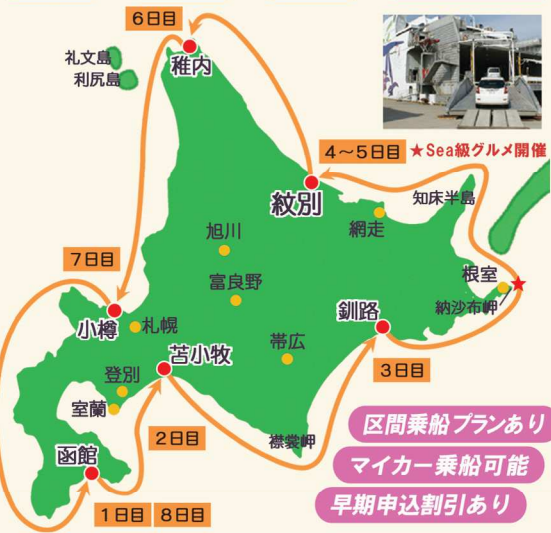 6日目
礼文島
利尻島
稚内
4～5日目
★Sea級グルメ開催
紋別
知床半島
網走
旭川
7日目
富良野
根室
納沙布岬
小樽
札幌
釧路
苫小牧
帯広
3日目
登別
室蘭
2日目
襟裳岬
函館
1日目
8日目
区間乗船プランあり
マイカー乗船可能
早期申込割引あり